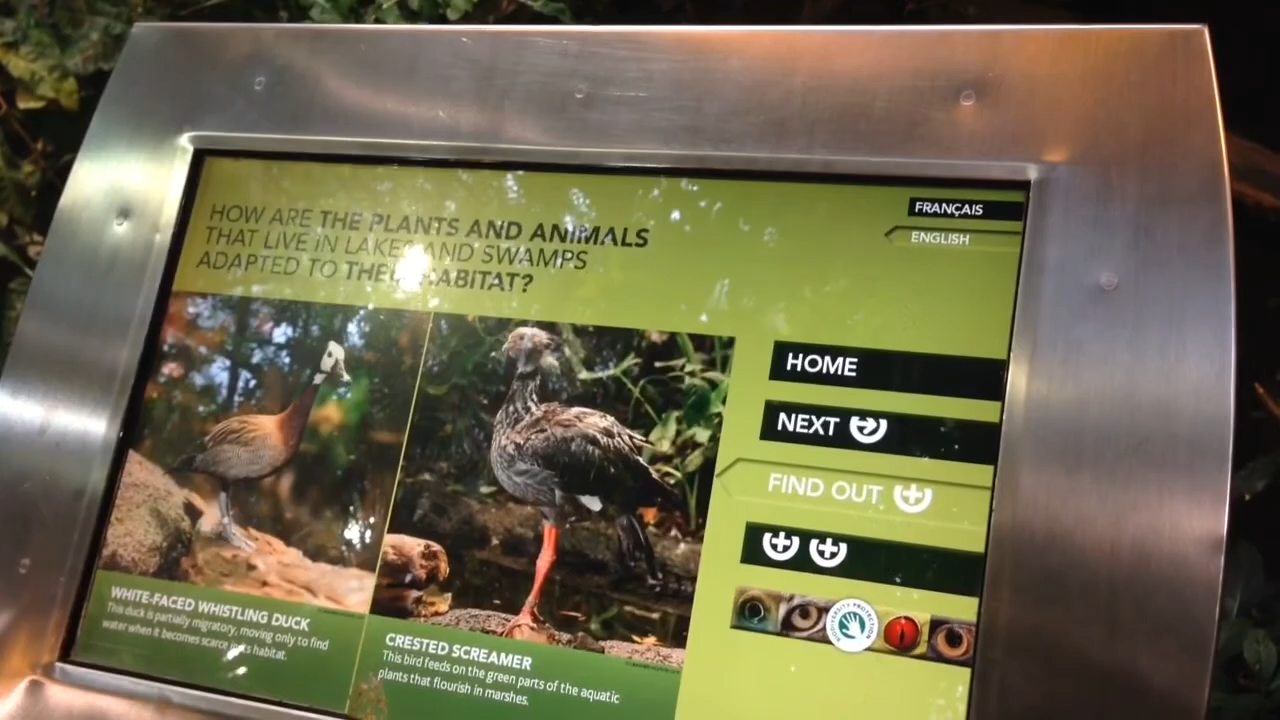 FRANÇAIS
ENGLISH
HOW ARE THE PLANTS AND ANIMALS
THAT LIVE IN LAKES AND SWAMPS
ADAPTED TO HABITAT?
HOME
NEXT
FIND OUT
WHITE-FACED WHISTLING DUCK
This duck is partially migratory, moving only to find
water when it becomes scarce in its habitat.
CRESTED SCREAMER
This bird feeds on the green parts of the aquatic
plants that flourish in marshes.
BIODIVERSITY PROTECTION